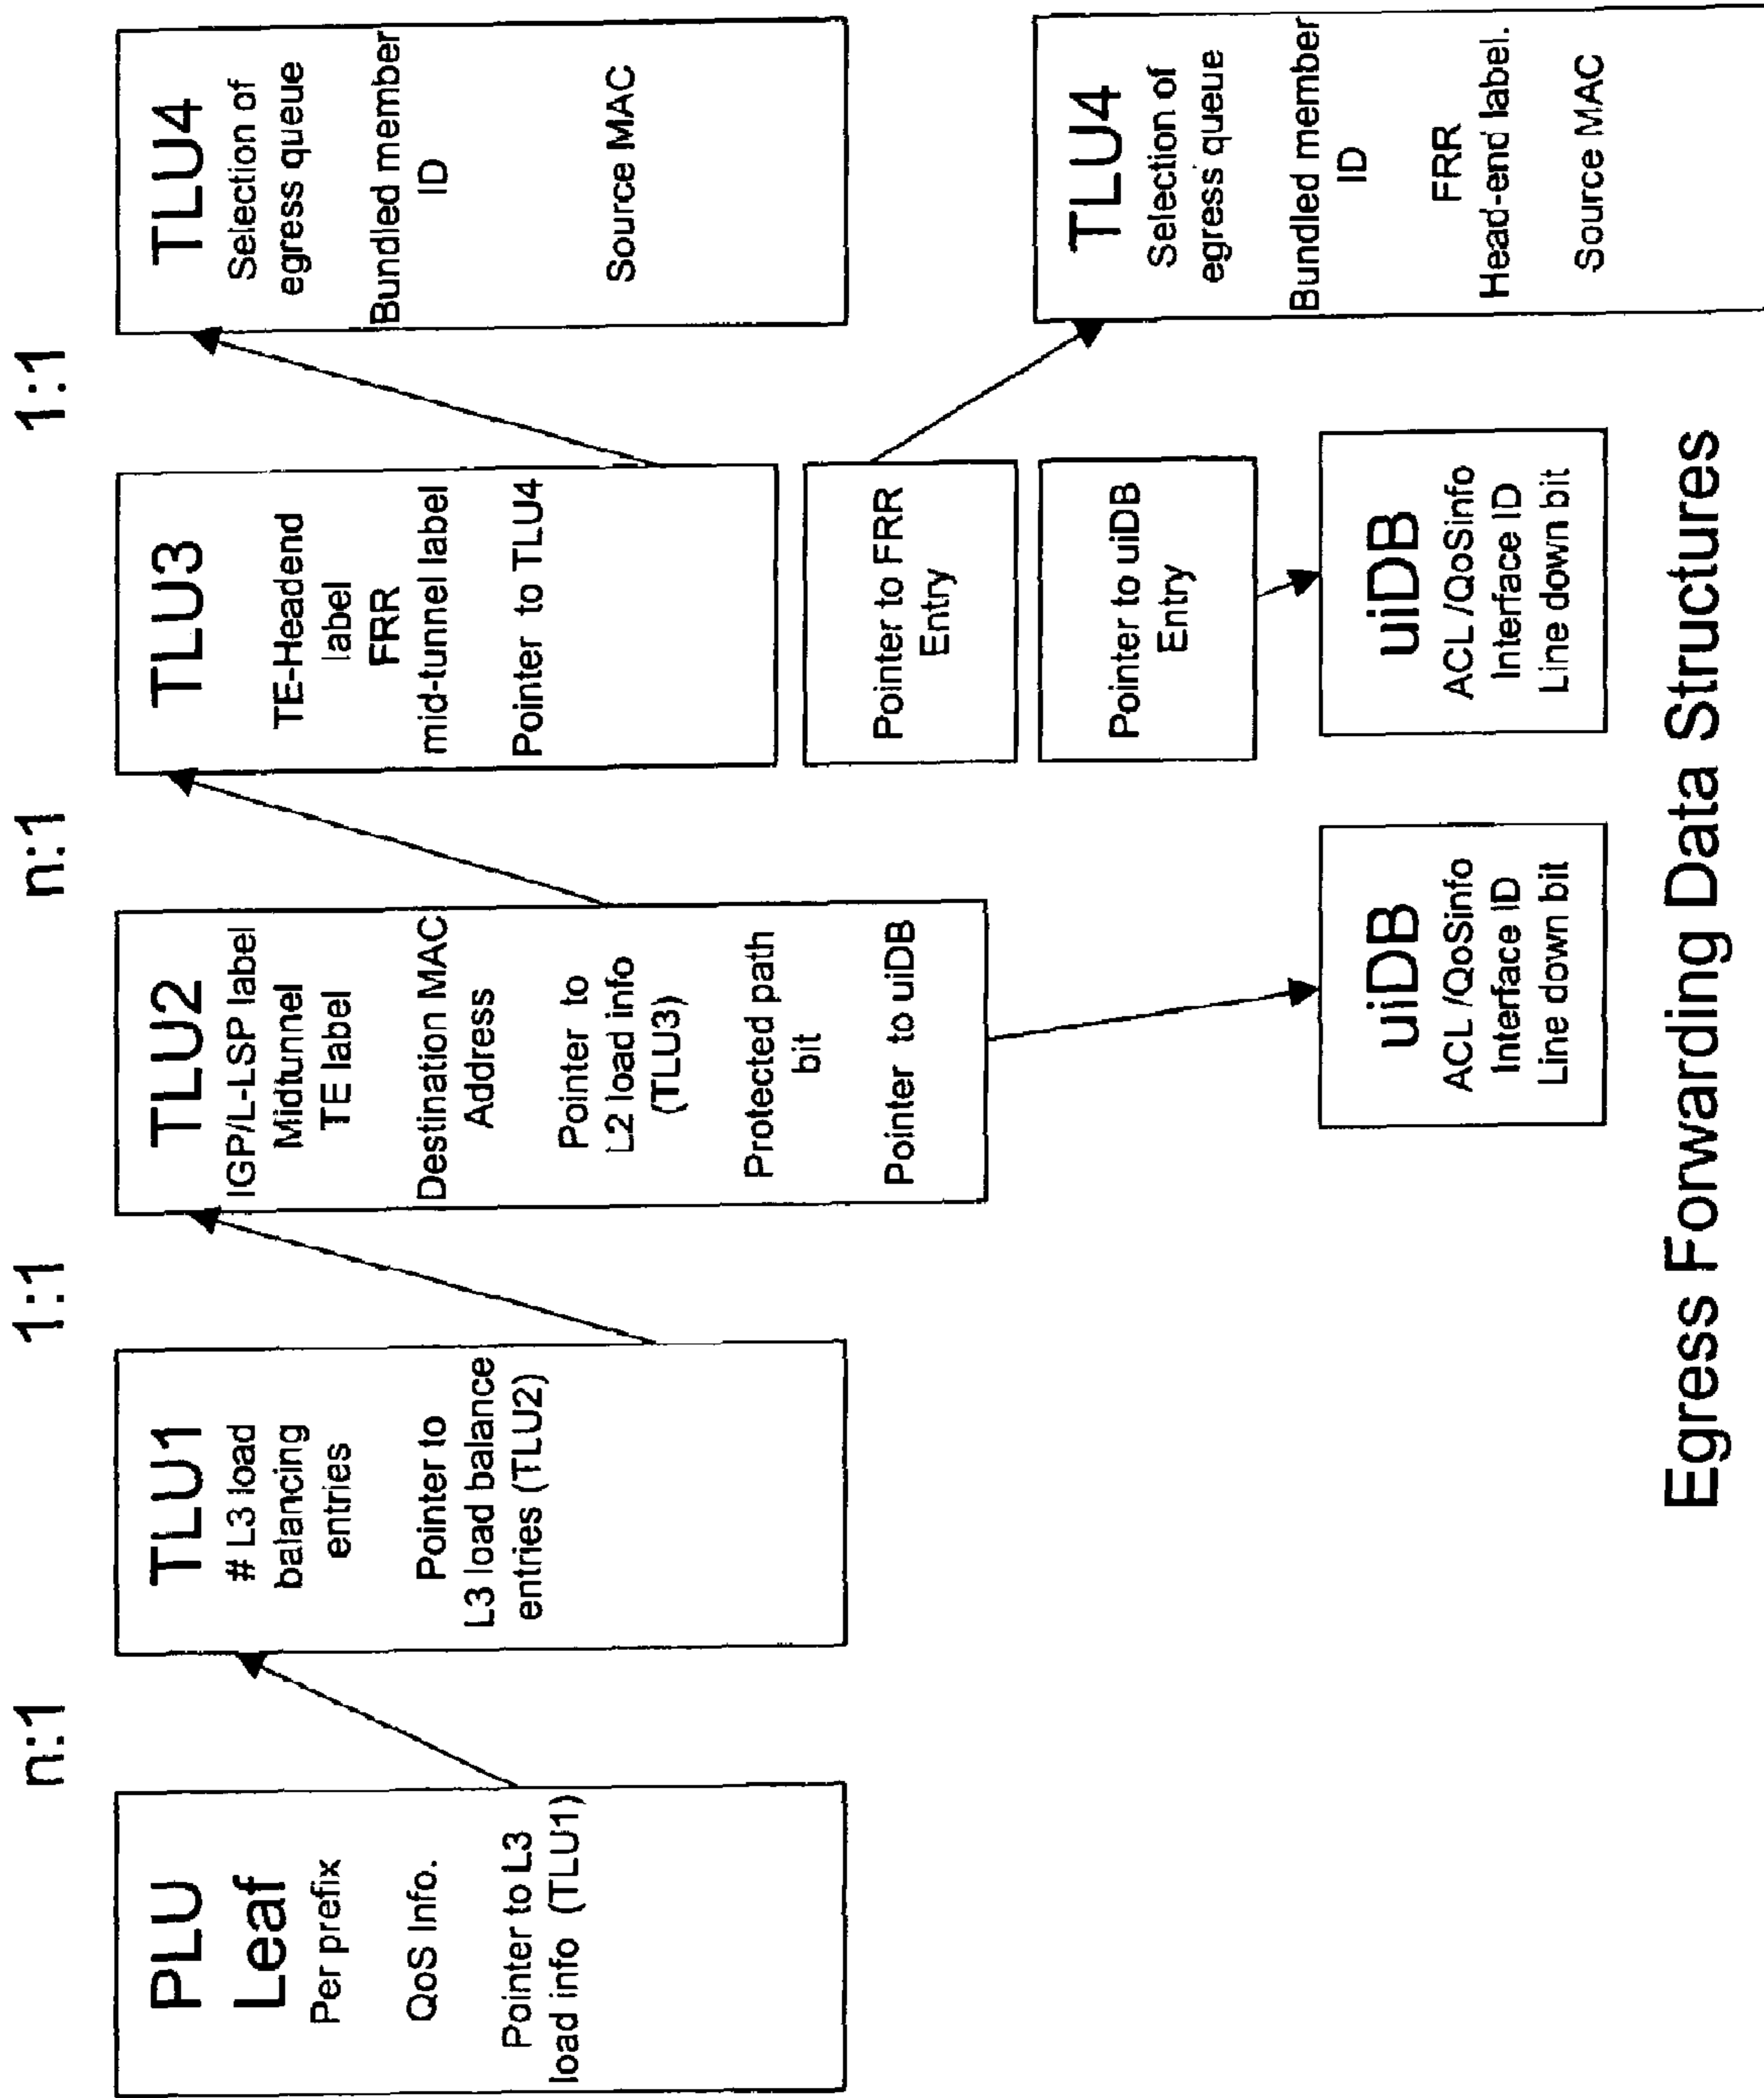 n:1
1:1
n:1
1:1
PLU
Leaf
Per prefix
QoS Info.
Pointer to L3
load info (TLU1)
TLU1
# L3 load
balancing
entries
Pointer to
L3 load balance
entries (TLU2)
TLU2
IGP/L-LSP label
Midtunnel
TE label
Destination MAC
Address
Pointer to
L2 load info
(TLU3)
Protected path
bit
Pointer to uiDB
TLU3
TE-Headend
label
FRR
mid-tunnel label
Pointer to TLU4
Pointer to FRR
Entry
Pointer to uiDB
Entry
TLU4
Selection of
egress queue
Bundled member
ID
Source MAC
TLU4
Selection of
egress queue
Bundled member
ID
FRR
Head-end label.
Source MAC
uiDB
ACL/QoSinfo
Interface ID
Line down bit
uiDB
ACL/QoSinfo
Interface ID
Line down bit
Egress Forwarding Data Structures